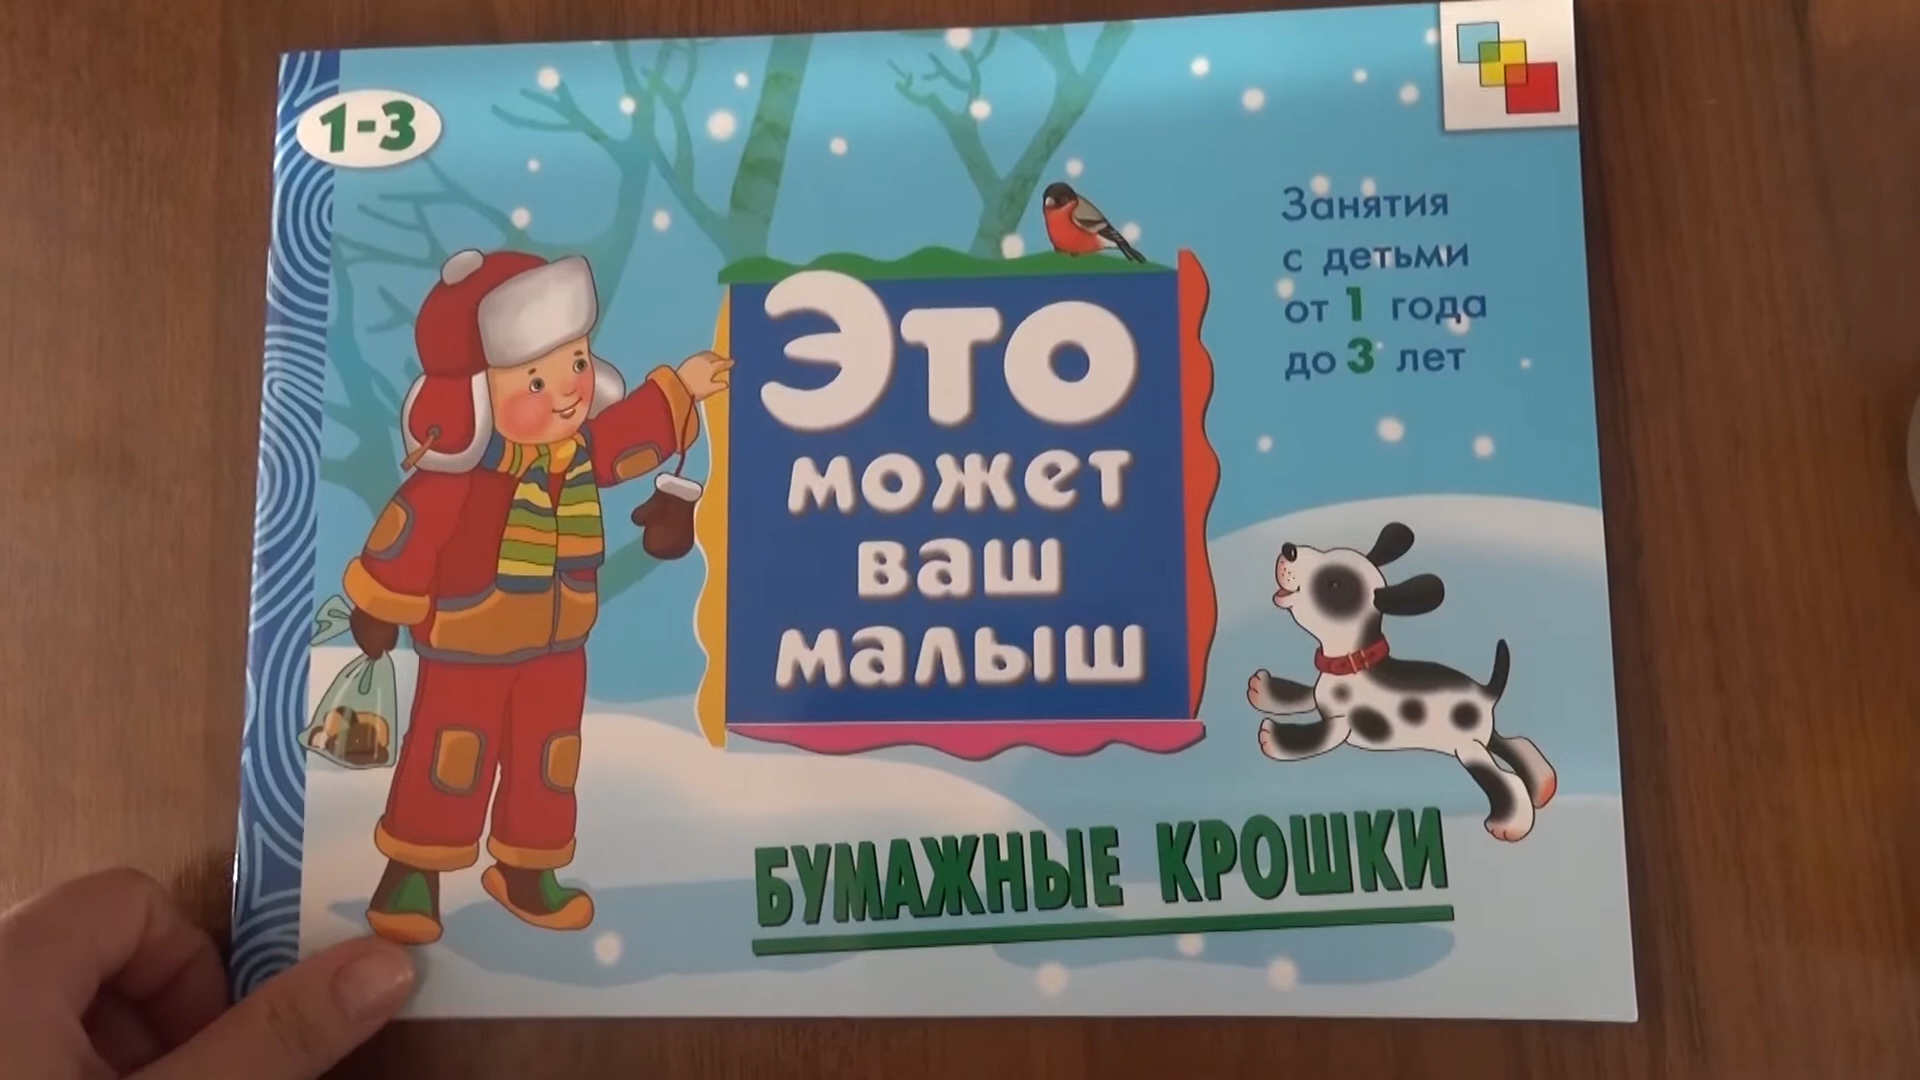 1-3
Занятия
с детьми
от 1 года
до 3 лет
Это
может
ваш
малыш
БУМАЖНЫЕ КРОШКИ